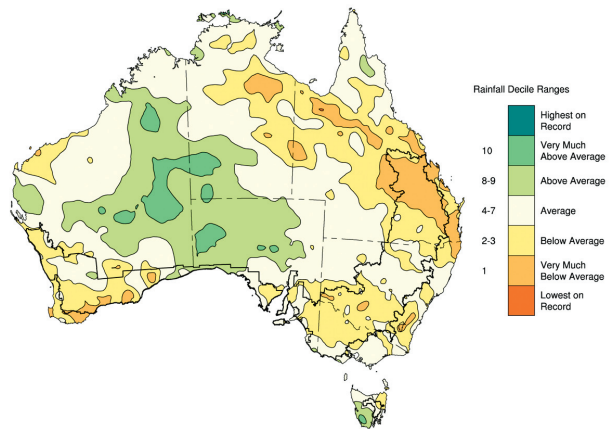 Rainfall Decile Ranges
Highest on
Record
10
Very Much
Above Average
8-9
Above Average
4-7
Average
2-3
Below Average
1
Very Much
Below Average
Lowest on
Record